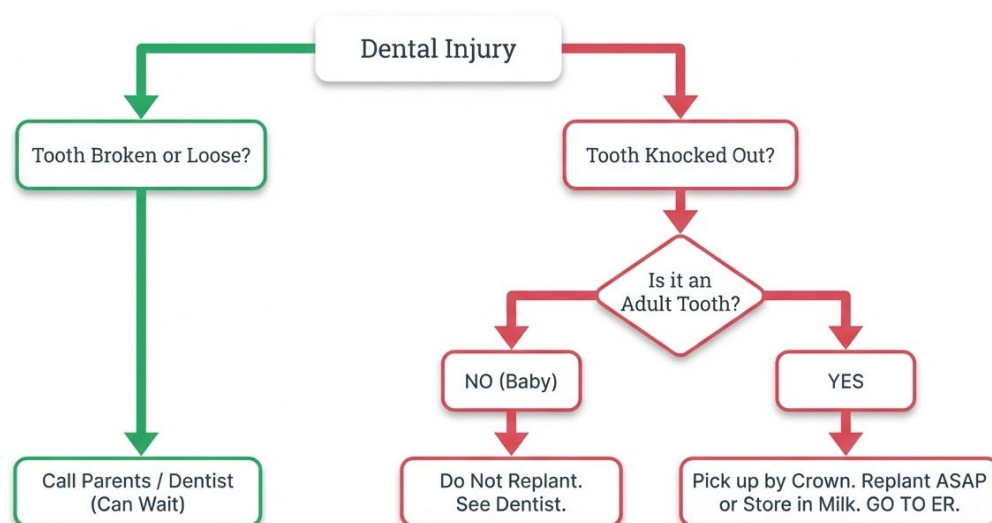 Dental Injury
Tooth Broken or Loose?
Tooth Knocked Out?
Is it an
Adult Tooth?
NO (Baby)
YES
Call Parents / Dentist
(Can Wait)
Do Not Replant.
See Dentist.
Pick up by Crown. Replant ASAP
or Store in Milk. GO TO ER.